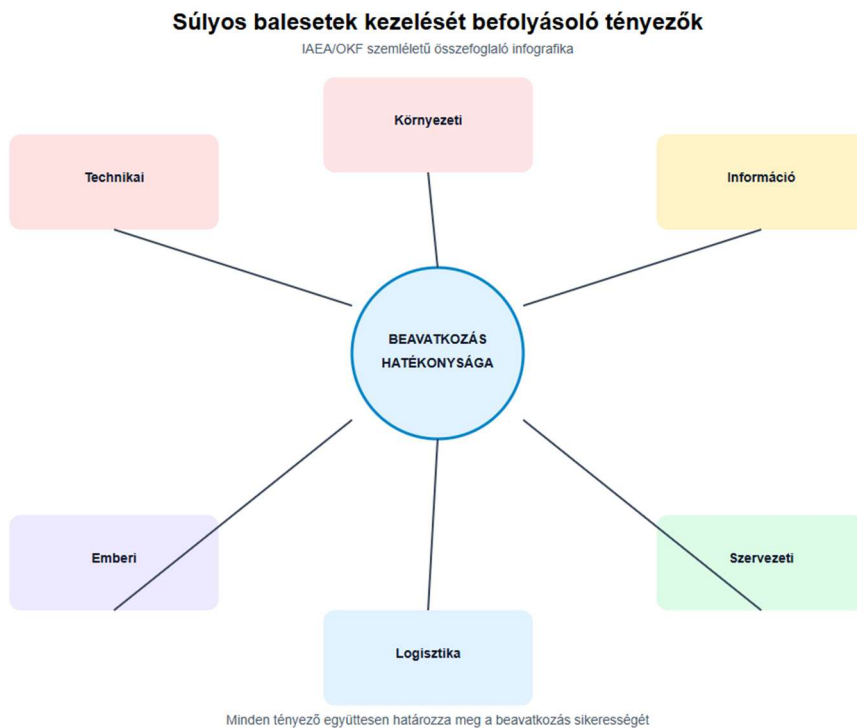 Súlyos balesetek kezelését befolyásoló tényezők
IAEA/OKF szemléletű összefoglaló infografika
Környezeti
Technikai
Információ
BEAVATKOZÁS
HATÉKONYSÁGA
Emberi
Szervezeti
Logisztika
Minden tényező együttesen határozza meg a beavatkozás sikerességét